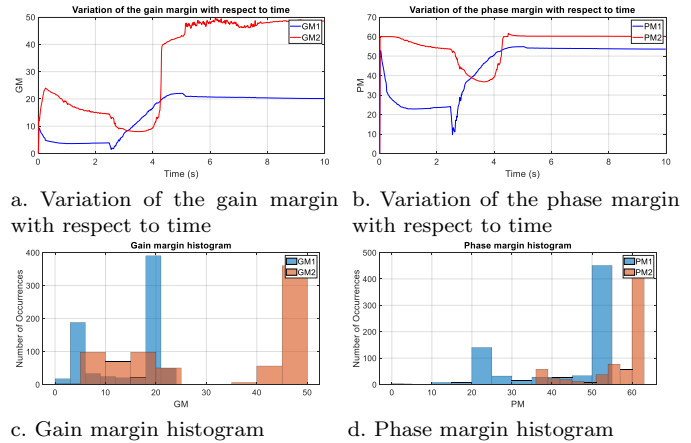 Variation of the gain margin with respect to time
50
40
30
20
10
0
GM
GM1
GM2
0 2 4 6 8 10
Time (s)
Variation of the phase margin with respect to time
70
60
50
40
30
20
10
0
PM
PM1
PM2
0 2 4 6 8 10
Time (s)
a. Variation of the gain margin
with respect to time
b. Variation of the phase margin
with respect to time
Gain margin histogram
400
300
200
100
0
Number of Occurrences
GM1
GM2
0 10 20 30 40 50
GM
Phase margin histogram
500
400
300
200
100
0
Number of Occurrences
PM1
PM2
0 10 20 30 40 50 60
PM
c. Gain margin histogram
d. Phase margin histogram